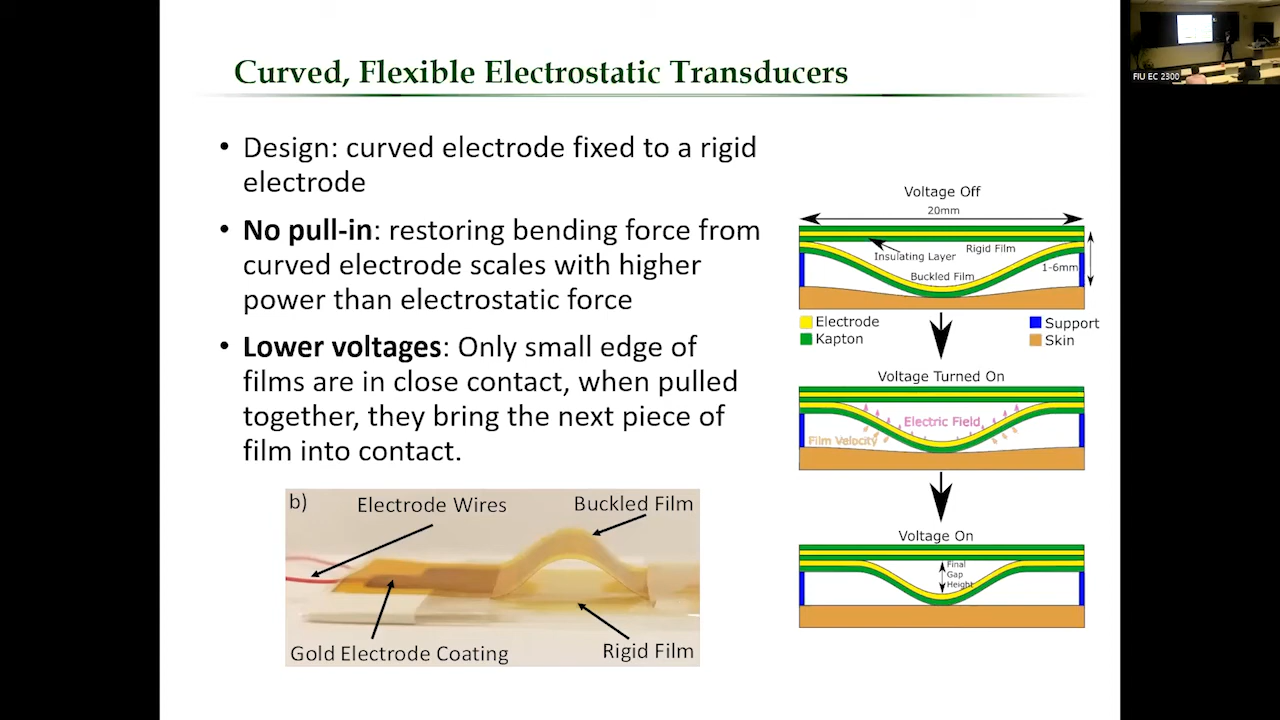 Curved, Flexible Electrostatic Transducers
• Design: curved electrode fixed to a rigid
electrode
• No pull-in: restoring bending force from
curved electrode scales with higher
power than electrostatic force
• Lower voltages: Only small edge of
films are in close contact, when pulled
together, they bring the next piece of
film into contact.
b)
Electrode Wires
Buckled Film
Gold Electrode Coating
Rigid Film
Voltage Off
20mm
Rigid Film
Insulating Layer
1-6mm
Buckled Film
Electrode
Kapton
Support
Skin
Voltage Turned On
Electric Field
Film Velocity
Voltage On
Final
Gap
Height
FIU EC 2300